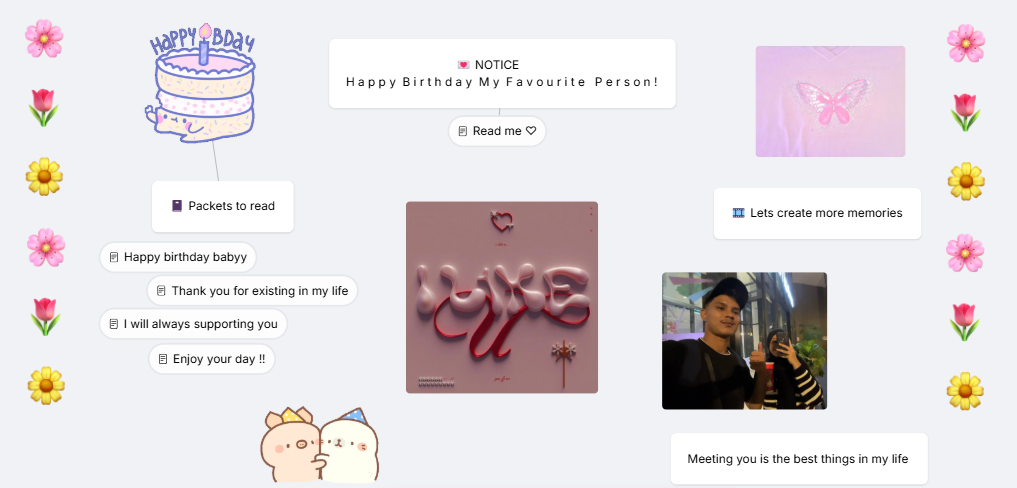 HAPPY BDAY
NOTICE
Happy Birthday My Favourite Person!
Read me ♡
Packets to read
Lets create more memories
Happy birthday babyy
Thank you for existing in my life
I will always supporting you
Enjoy your day !!
I LIKE
U
Meeting you is the best things in my life